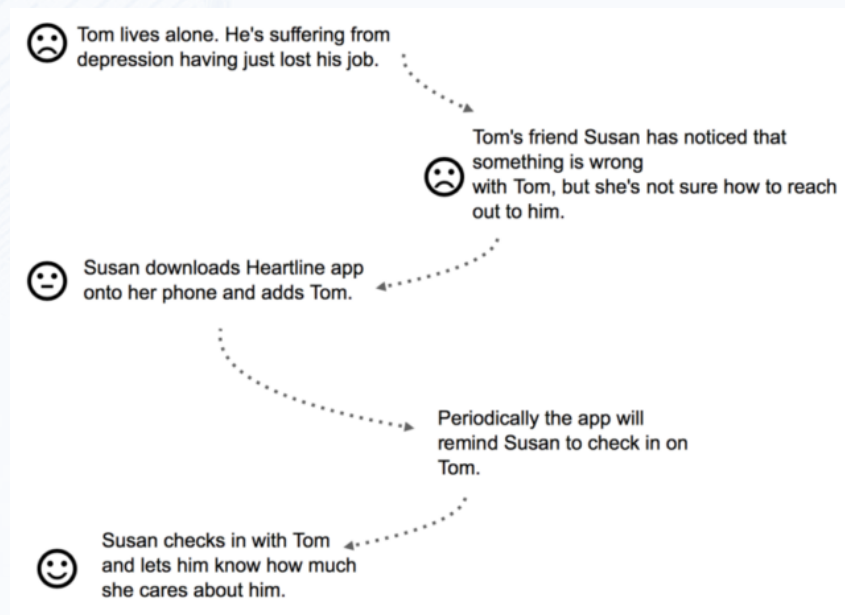 Tom lives alone. He's suffering from
depression having just lost his job.
Tom's friend Susan has noticed that
something is wrong
with Tom, but she's not sure how to reach
out to him.
Susan downloads Heartline app
onto her phone and adds Tom.
Periodically the app will
remind Susan to check in on
Tom.
Susan checks in with Tom
and lets him know how much
she cares about him.